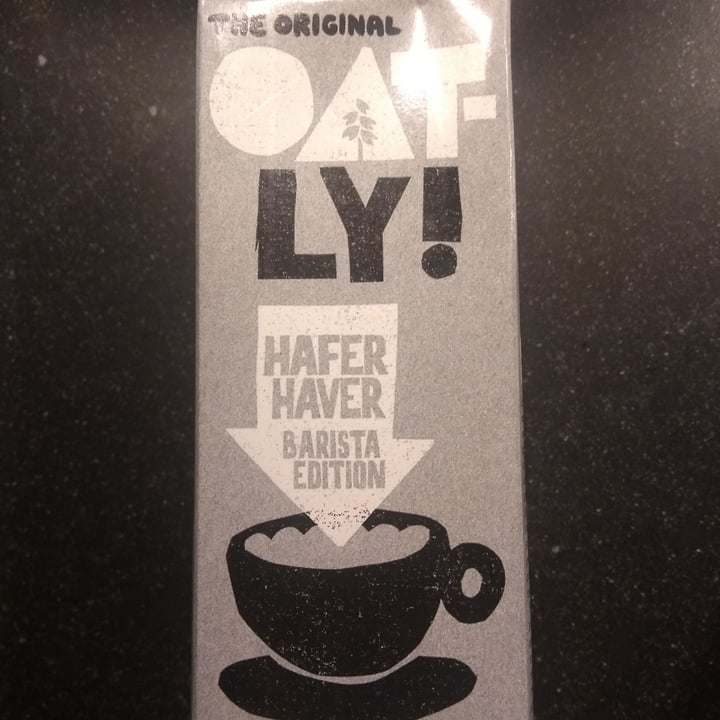 THE ORIGINAL
OAT-
LY!
HAFER
HAVER
BARISTA
EDITION